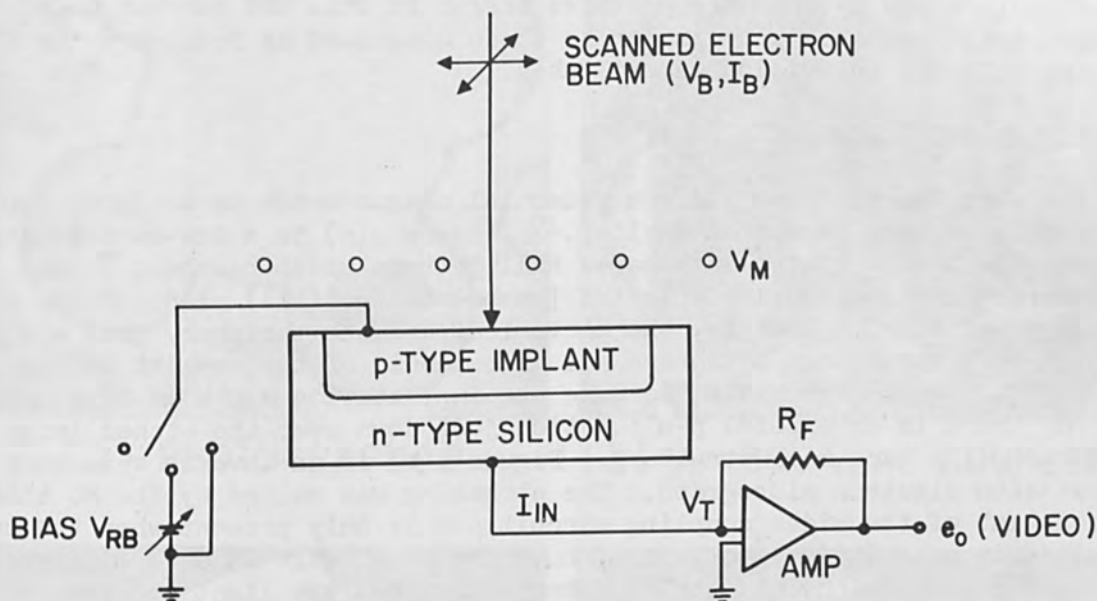 SCANNED ELECTRON
BEAM (V_B, I_B)
V_M
p-TYPE IMPLANT
n-TYPE SILICON
R_F
I_IN
V_T
BIAS V_RB
e_o (VIDEO)
AMP